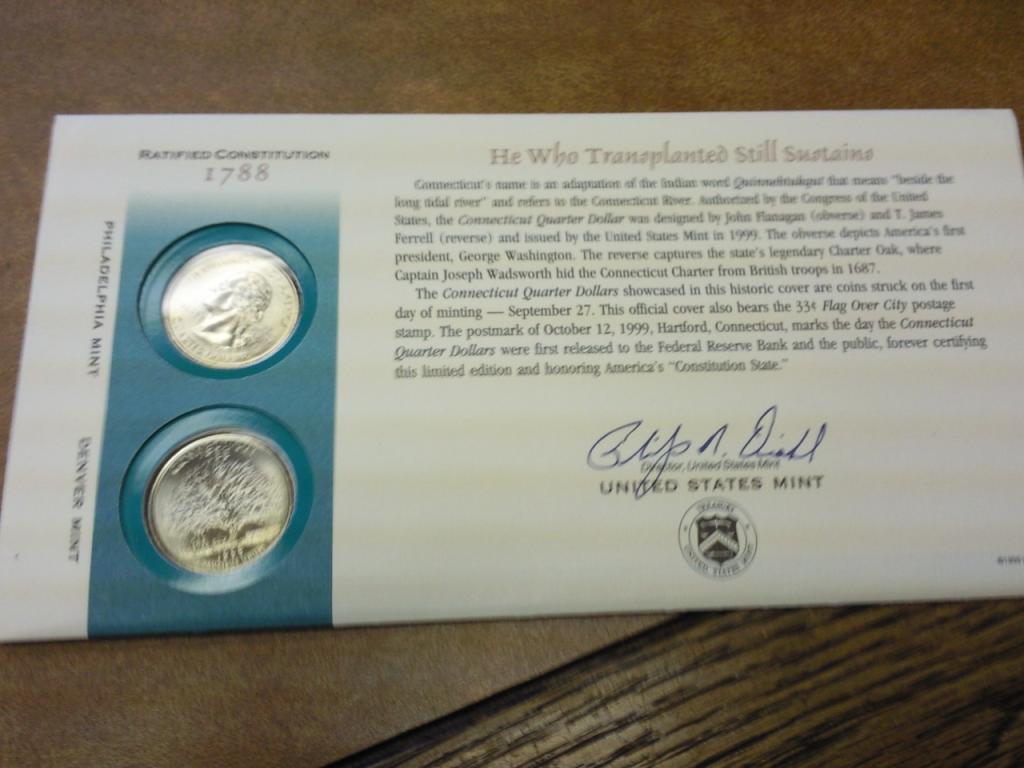 RATIFIED CONSTITUTION
1788
PHILADELPHIA MINT
DENVER MINT
He Who Transplanted Still Sustains
Connecticut's name is an adaptation of the Indian word that means "beside the
long tidal river" and refers to the Connecticut River. Authorized by the Congress of the United
States, the Connecticut Quarter Dollar was designed by John Flanagan (obverse) and T. James
Ferrell (reverse) and issued by the United States Mint in 1999. The obverse depicts America's first
president, George Washington. The reverse captures the state's legendary Charter Oak, where
Captain Joseph Wadsworth hid the Connecticut Charter from British troops in 1687.
The Connecticut Quarter Dollars showcased in this historic cover are coins struck on the first
day of minting — September 27. This official cover also bears the 33¢ Flag Over City postage
stamp. The postmark of October 12, 1999, Hartford, Connecticut, marks the day the Connecticut
Quarter Dollars were first released to the Federal Reserve Bank and the public, forever certifying
this limited edition and honoring America's "Constitution State."
Philip N. Diehl
Director, United States Mint
UNITED STATES MINT
TREASURY
UNITED STATES MINT